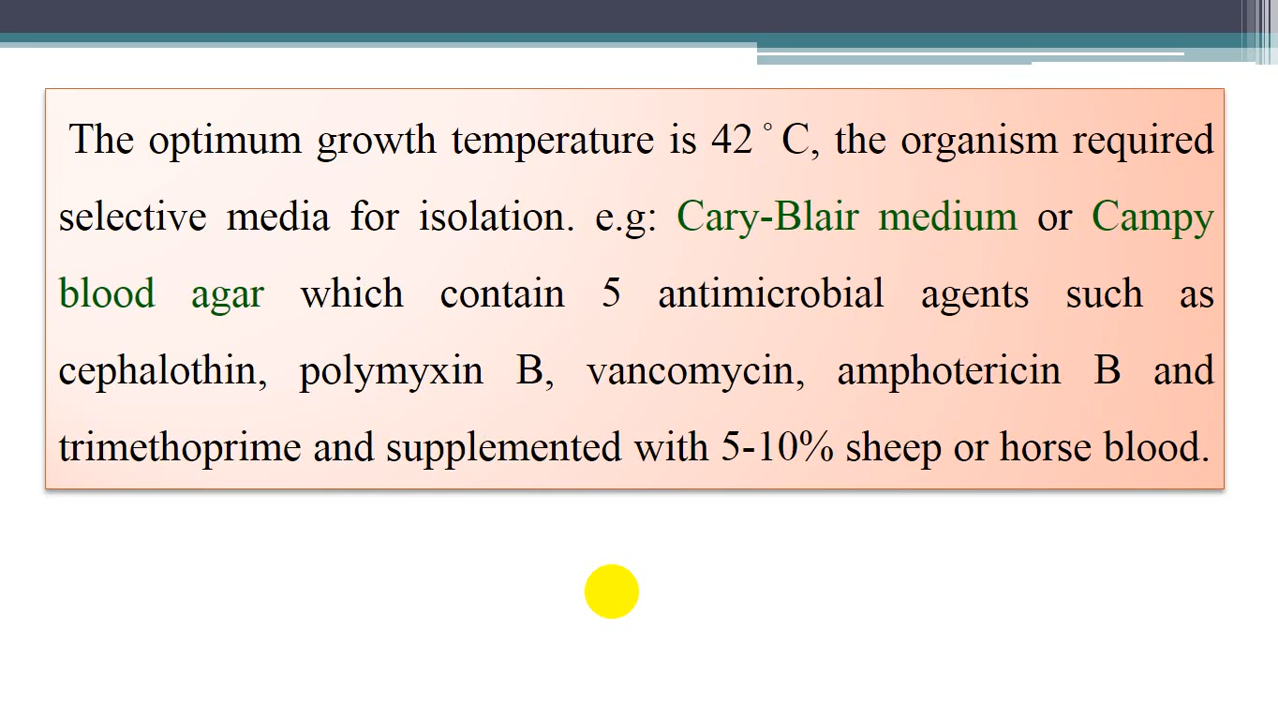 The optimum growth temperature is 42°C, the organism required
selective media for isolation. e.g: Cary-Blair medium or Campy
blood agar which contain 5 antimicrobial agents such as
cephalothin, polymyxin B, vancomycin, amphotericin B and
trimethoprime and supplemented with 5-10% sheep or horse blood.